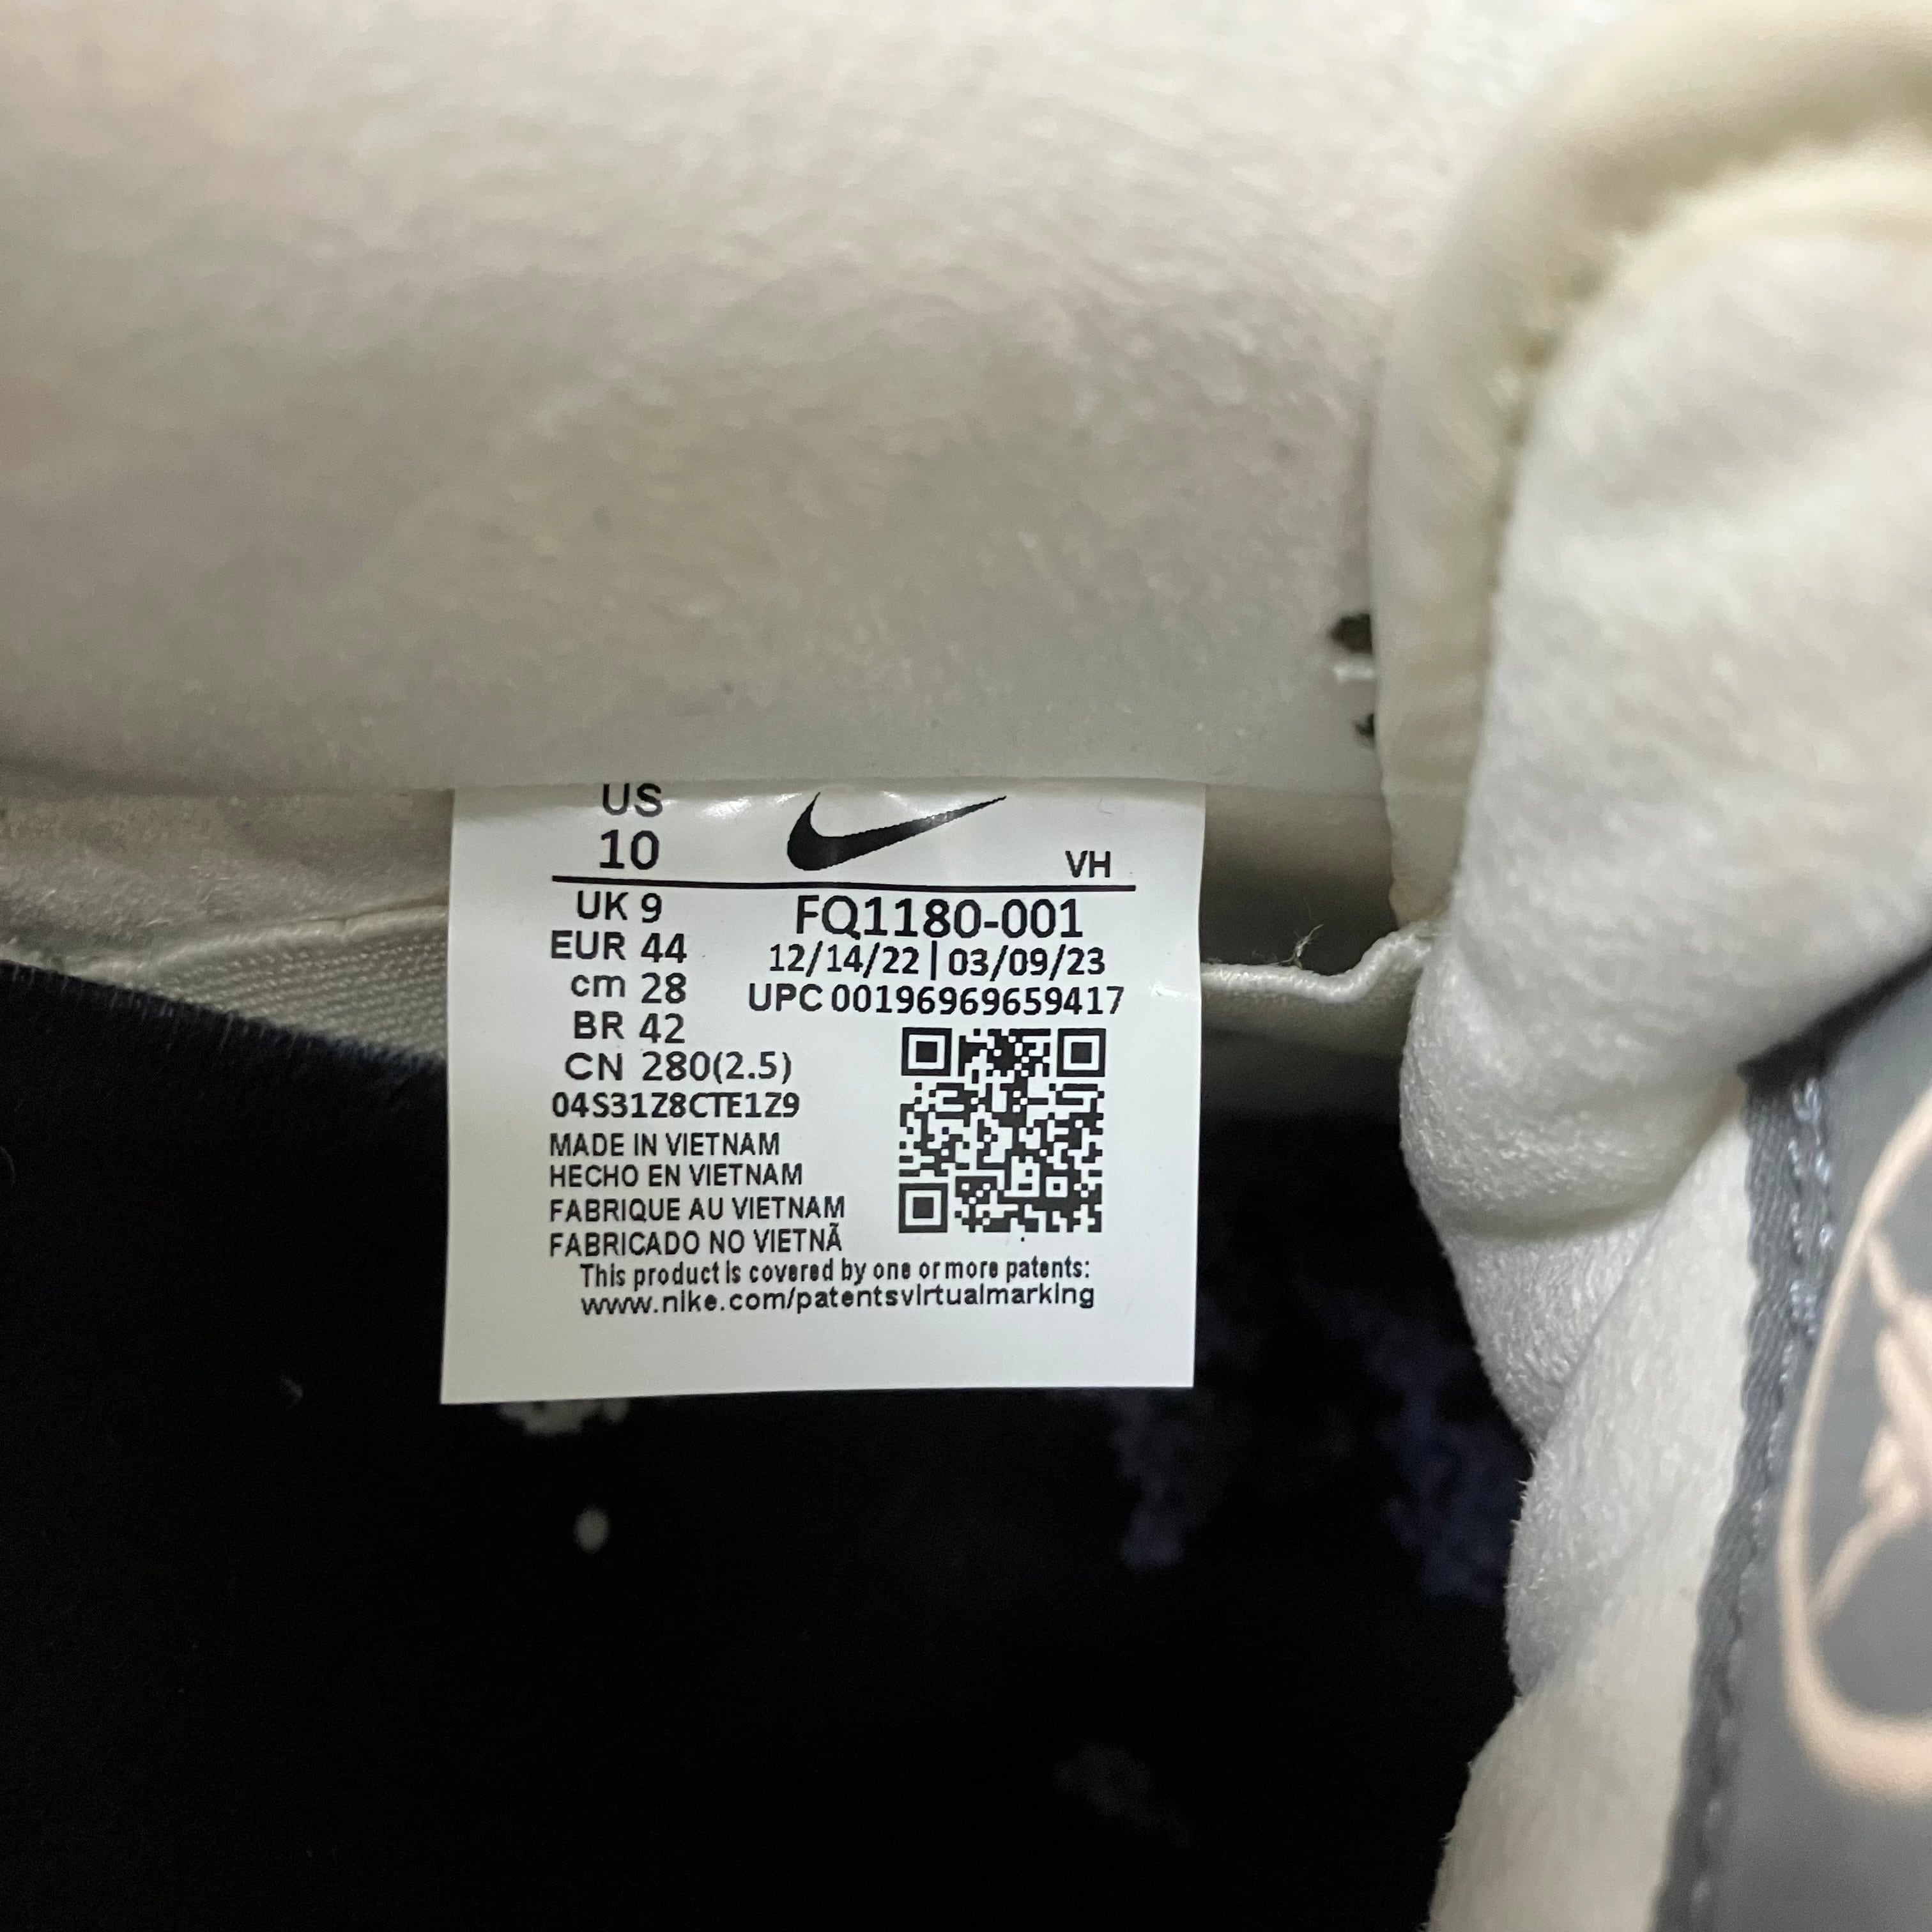 US
10
VH
UK 9
EUR 44
cm 28
BR 42
CN 280(2.5)
04S31Z8CTE1Z9
FQ1180-001
12/14/22 | 03/09/23
UPC 00196969659417
MADE IN VIETNAM
HECHO EN VIETNAM
FABRIQUE AU VIETNAM
FABRICADO NO VIETNÃ
This product is covered by one or more patents:
www.nike.com/patentsvirtualmarking